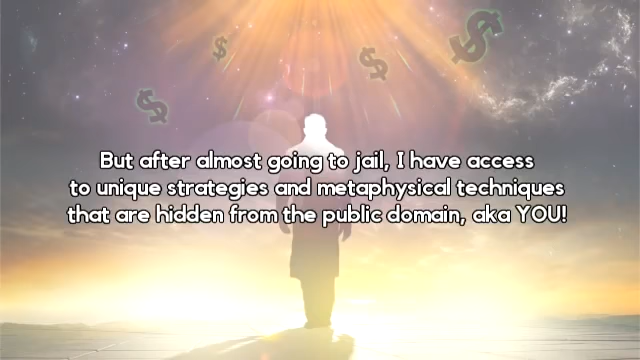 But after almost going to jail, I have access
to unique strategies and metaphysical techniques
that are hidden from the public domain, aka YOU!